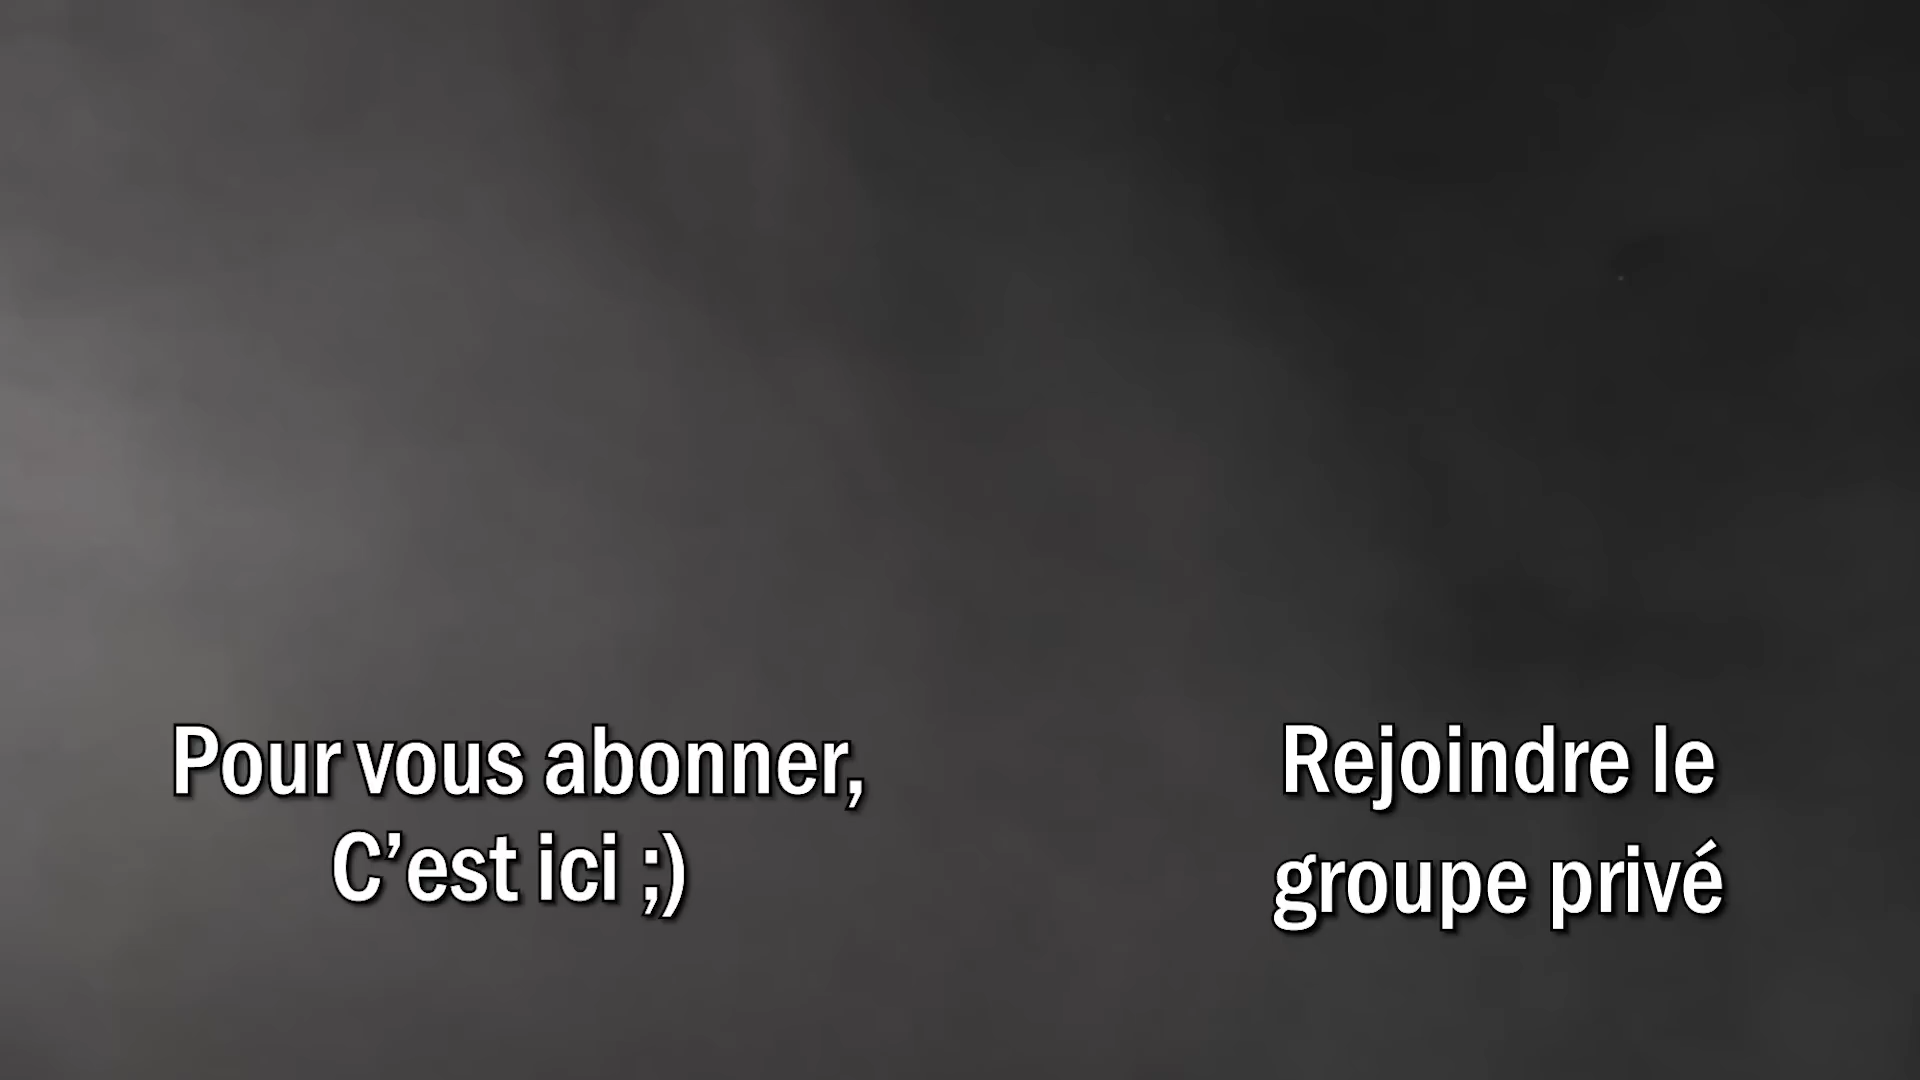 Pour vous abonner,
C’est ici ;)
Rejoindre le
groupe privé